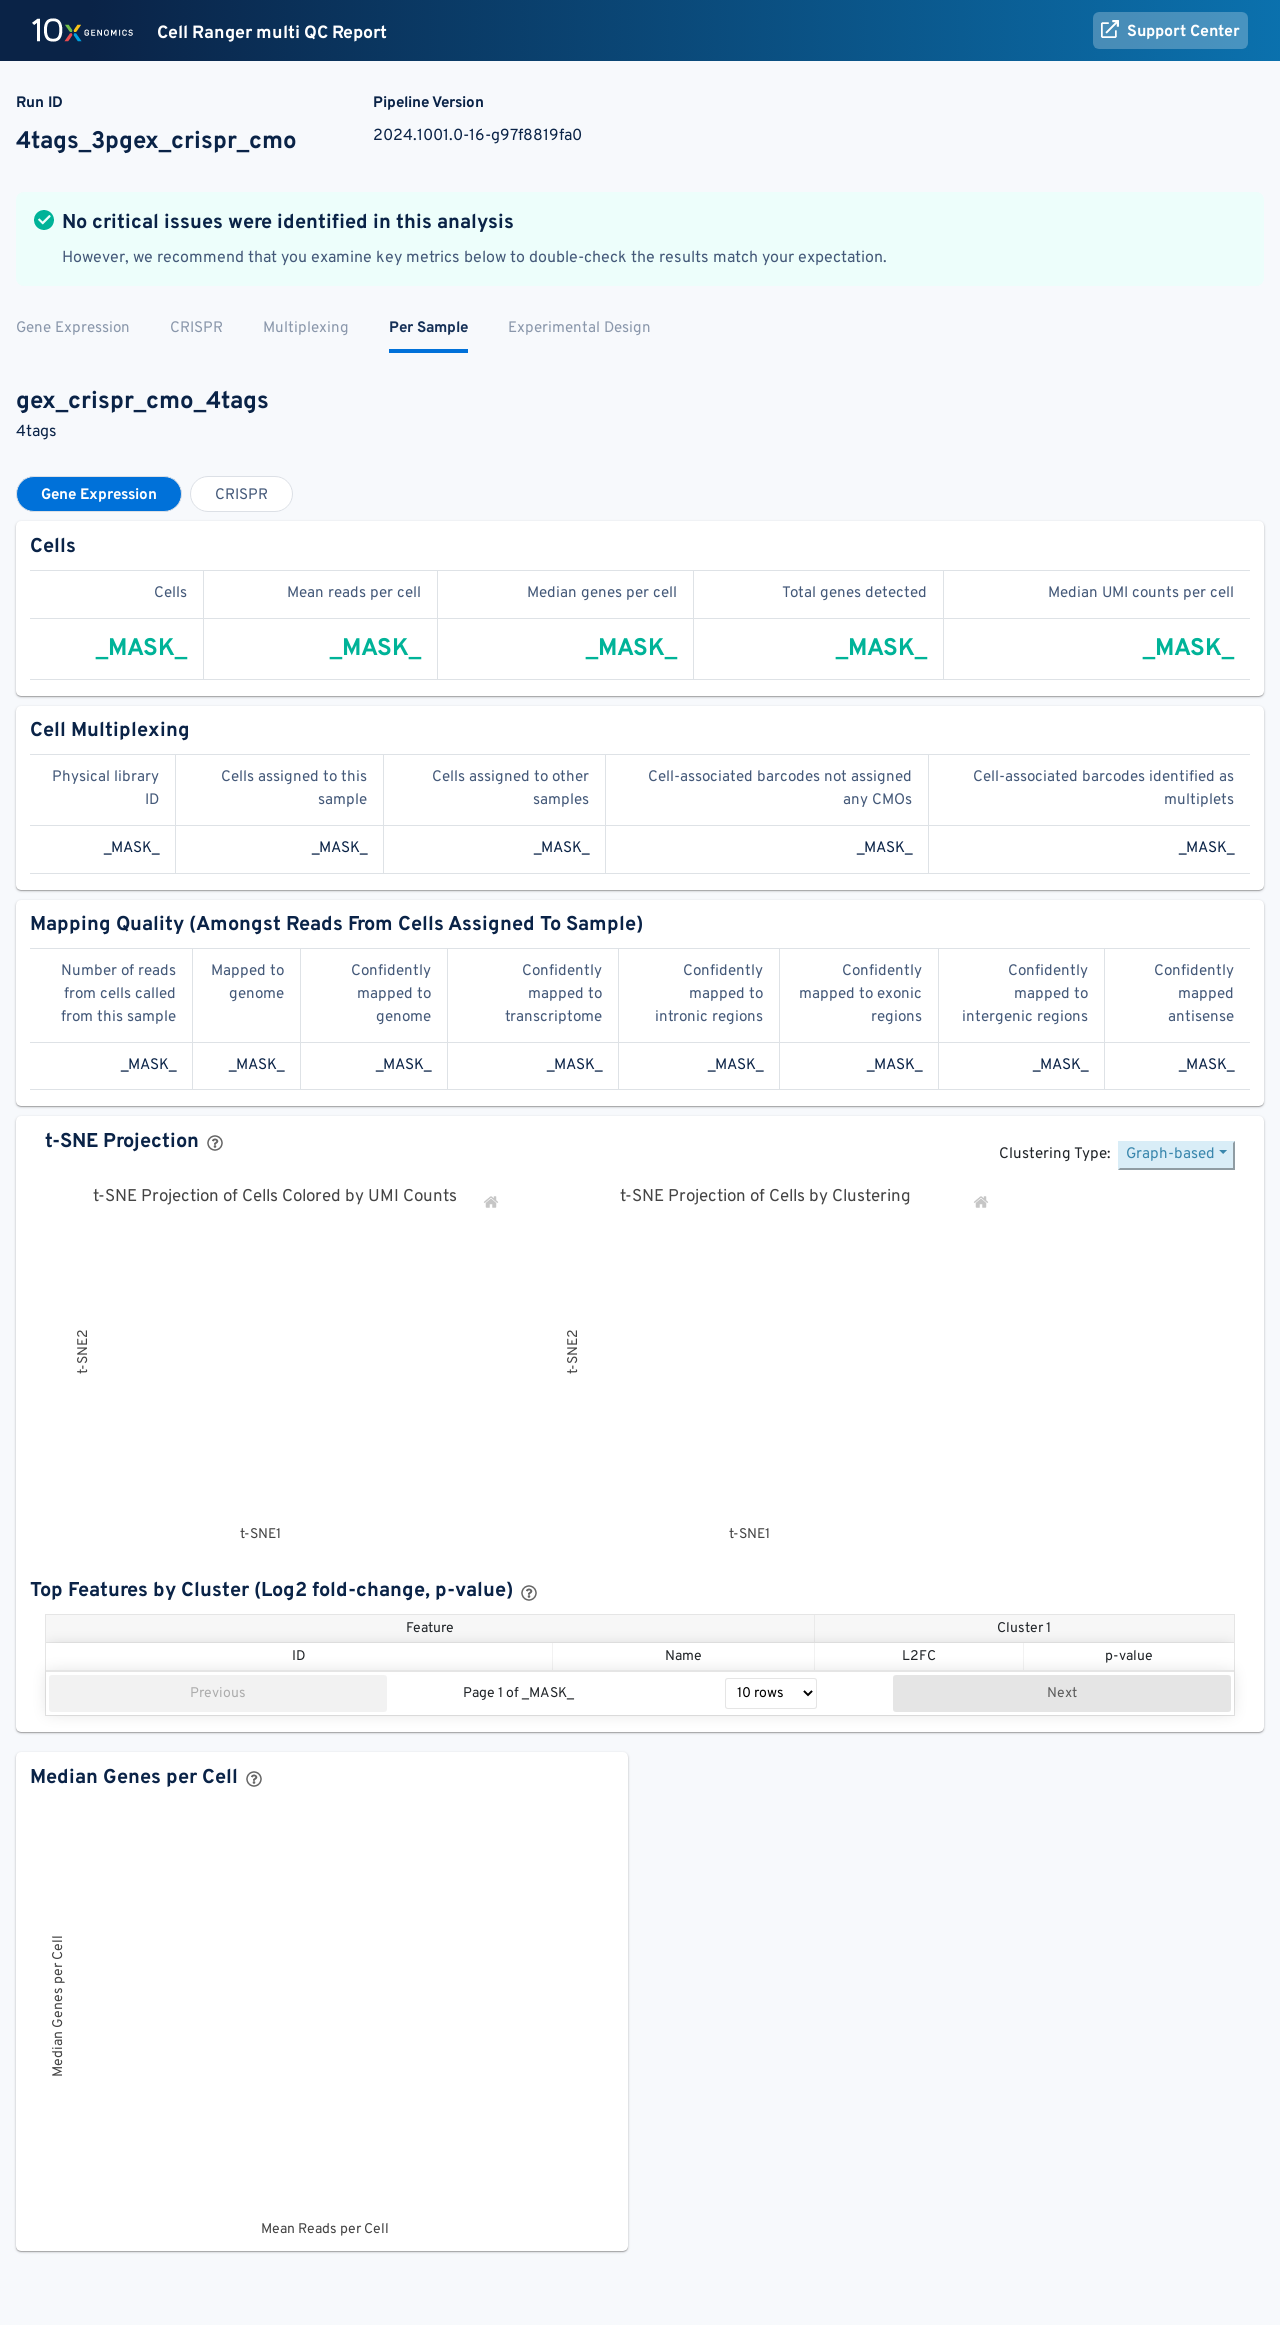 10x GENOMICS Cell Ranger multi QC Report Support Center
Run ID Pipeline Version
4tags_3pgex_crispr_cmo 2024.1001.0-16-g97f8819fa0
No critical issues were identified in this analysis
However, we recommend that you examine key metrics below to double-check the results match your expectation.
Gene Expression CRISPR Multiplexing Per Sample Experimental Design
gex_crispr_cmo_4tags
4tags
Gene Expression CRISPR
Cells
Cells Mean reads per cell Median genes per cell Total genes detected Median UMI counts per cell
_MASK_ _MASK_ _MASK_ _MASK_ _MASK_
Cell Multiplexing
Physical library ID Cells assigned to this sample Cells assigned to other samples Cell-associated barcodes not assigned any CMOs Cell-associated barcodes identified as multiplets
_MASK_ _MASK_ _MASK_ _MASK_ _MASK_
Mapping Quality (Amongst Reads From Cells Assigned To Sample)
Number of reads from cells called from this sample Mapped to genome Confidently mapped to genome Confidently mapped to transcriptome Confidently mapped to intronic regions Confidently mapped to exonic regions Confidently mapped to intergenic regions Confidently mapped antisense
_MASK_ _MASK_ _MASK_ _MASK_ _MASK_ _MASK_ _MASK_ _MASK_
t-SNE Projection ?
Clustering Type: Graph-based
t-SNE Projection of Cells Colored by UMI Counts t-SNE Projection of Cells by Clustering
t-SNE2 t-SNE2
t-SNE1 t-SNE1
Top Features by Cluster (Log2 fold-change, p-value) ?
Feature Cluster 1
ID Name L2FC p-value
Previous Page 1 of _MASK_ 10 rows Next
Median Genes per Cell ?
Median Genes per Cell
Mean Reads per Cell